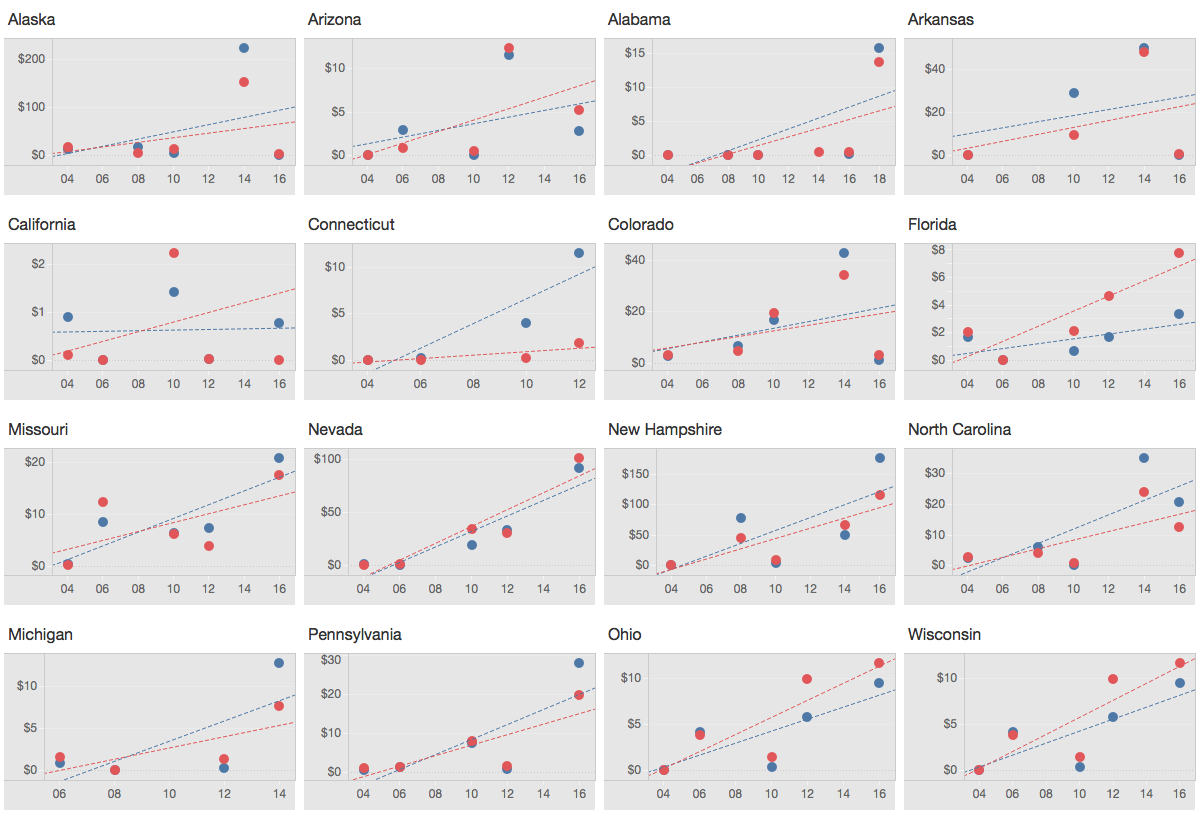 Alaska Arizona Alabama Arkansas
$200 $10 $15 $40
$100 $5 $10 $20
$0 $0 $5 $0
$0
04 06 08 10 12 14 16 04 06 08 10 12 14 16 04 06 08 10 12 14 16 18 04 06 08 10 12 14 16
California Connecticut Colorado Florida
$2 $10 $40 $8
$1 $5 $20 $6
$0 $0 $0 $4
$2
$0
04 06 08 10 12 14 16 04 06 08 10 12 04 06 08 10 12 14 16 04 06 08 10 12 14 16
Missouri Nevada New Hampshire North Carolina
$20 $100 $150 $30
$10 $50 $100 $20
$0 $0 $50 $10
$0 $0
04 06 08 10 12 14 16 04 06 08 10 12 14 16 04 06 08 10 12 14 16 04 06 08 10 12 14 16
Michigan Pennsylvania Ohio Wisconsin
$10 $30 $10 $10
$5 $20 $5 $5
$0 $10 $0 $0
$0
06 08 10 12 14 04 06 08 10 12 14 16 04 06 08 10 12 14 16 04 06 08 10 12 14 16